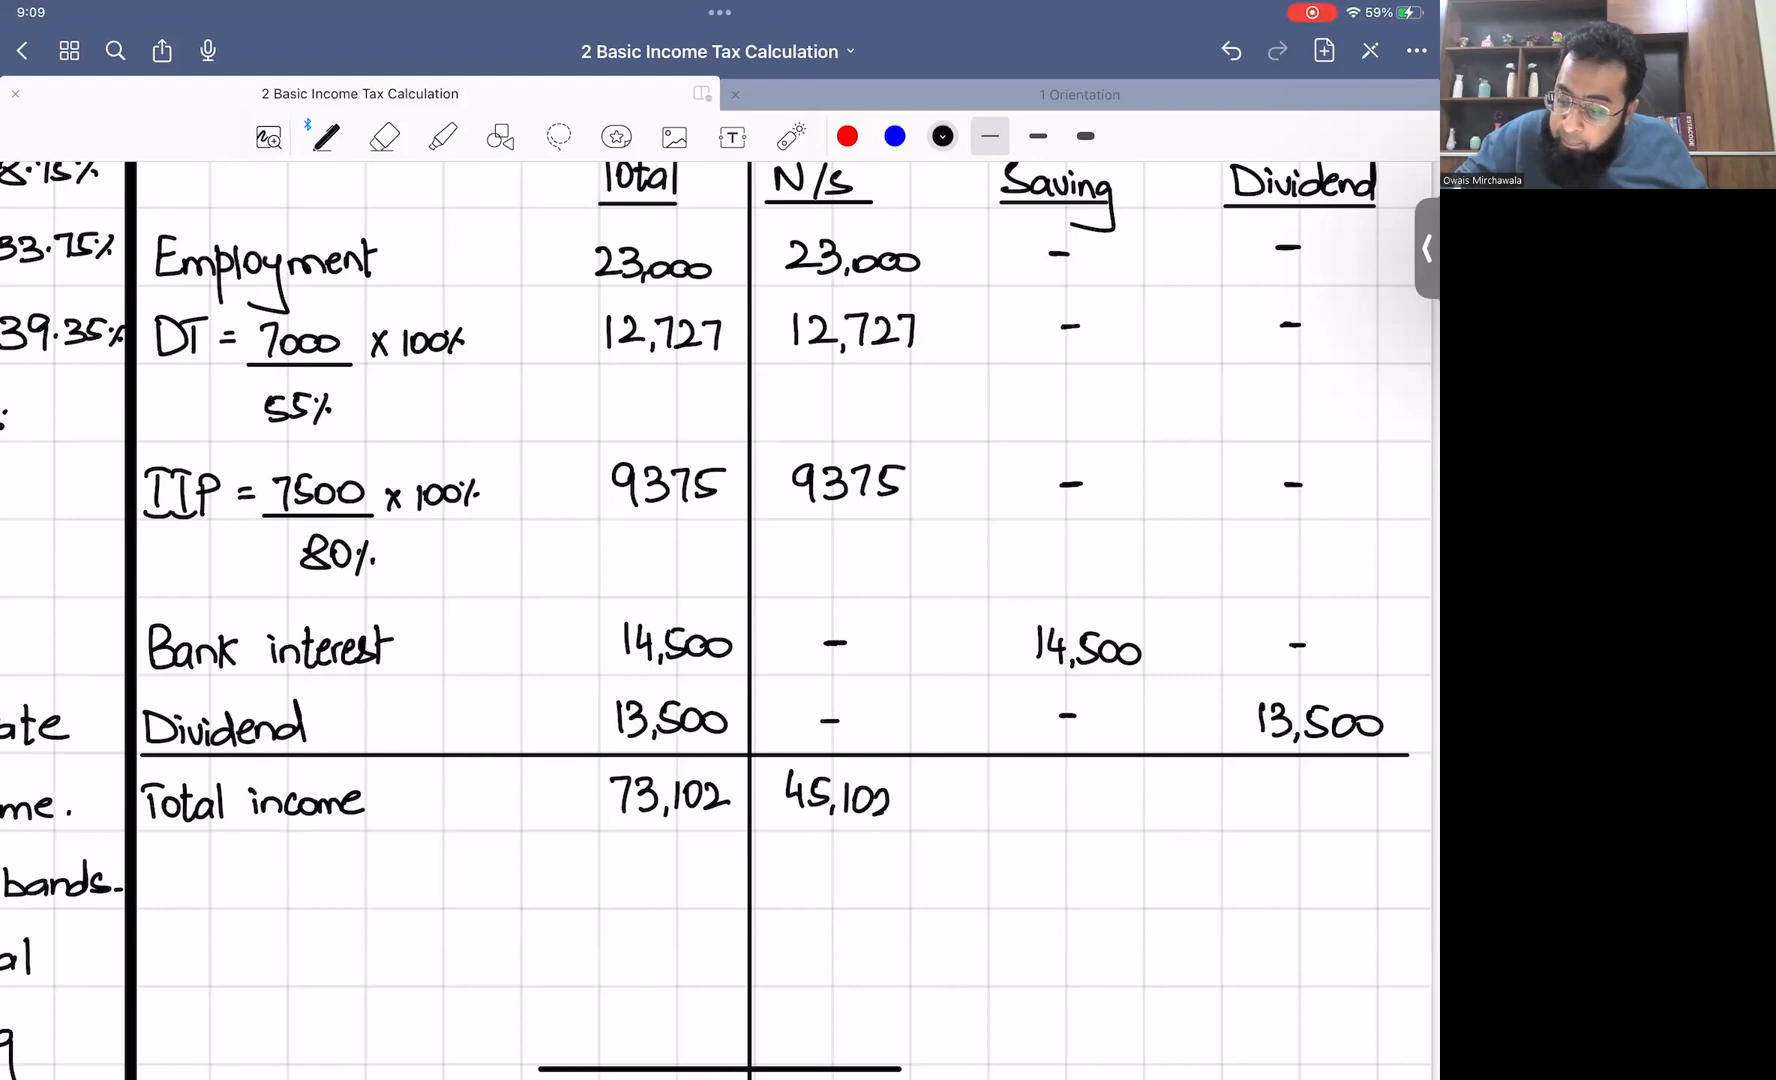 9:09
59%
2 Basic Income Tax Calculation
2 Basic Income Tax Calculation
1 Orientation
Owais Mirchawala
8.75%
33.75%
39.35%
:
ate
me.
bands.
al
Total N/S Saving Dividend
Employment 23,000 23,000 - -
DT = 7000 x 100% 12,727 12,727 - -
55%
IIP = 7500 x 100% 9375 9375 - -
80%
Bank interest 14,500 - 14,500 -
Dividend 13,500 - - 13,500
Total income 73,102 45,102